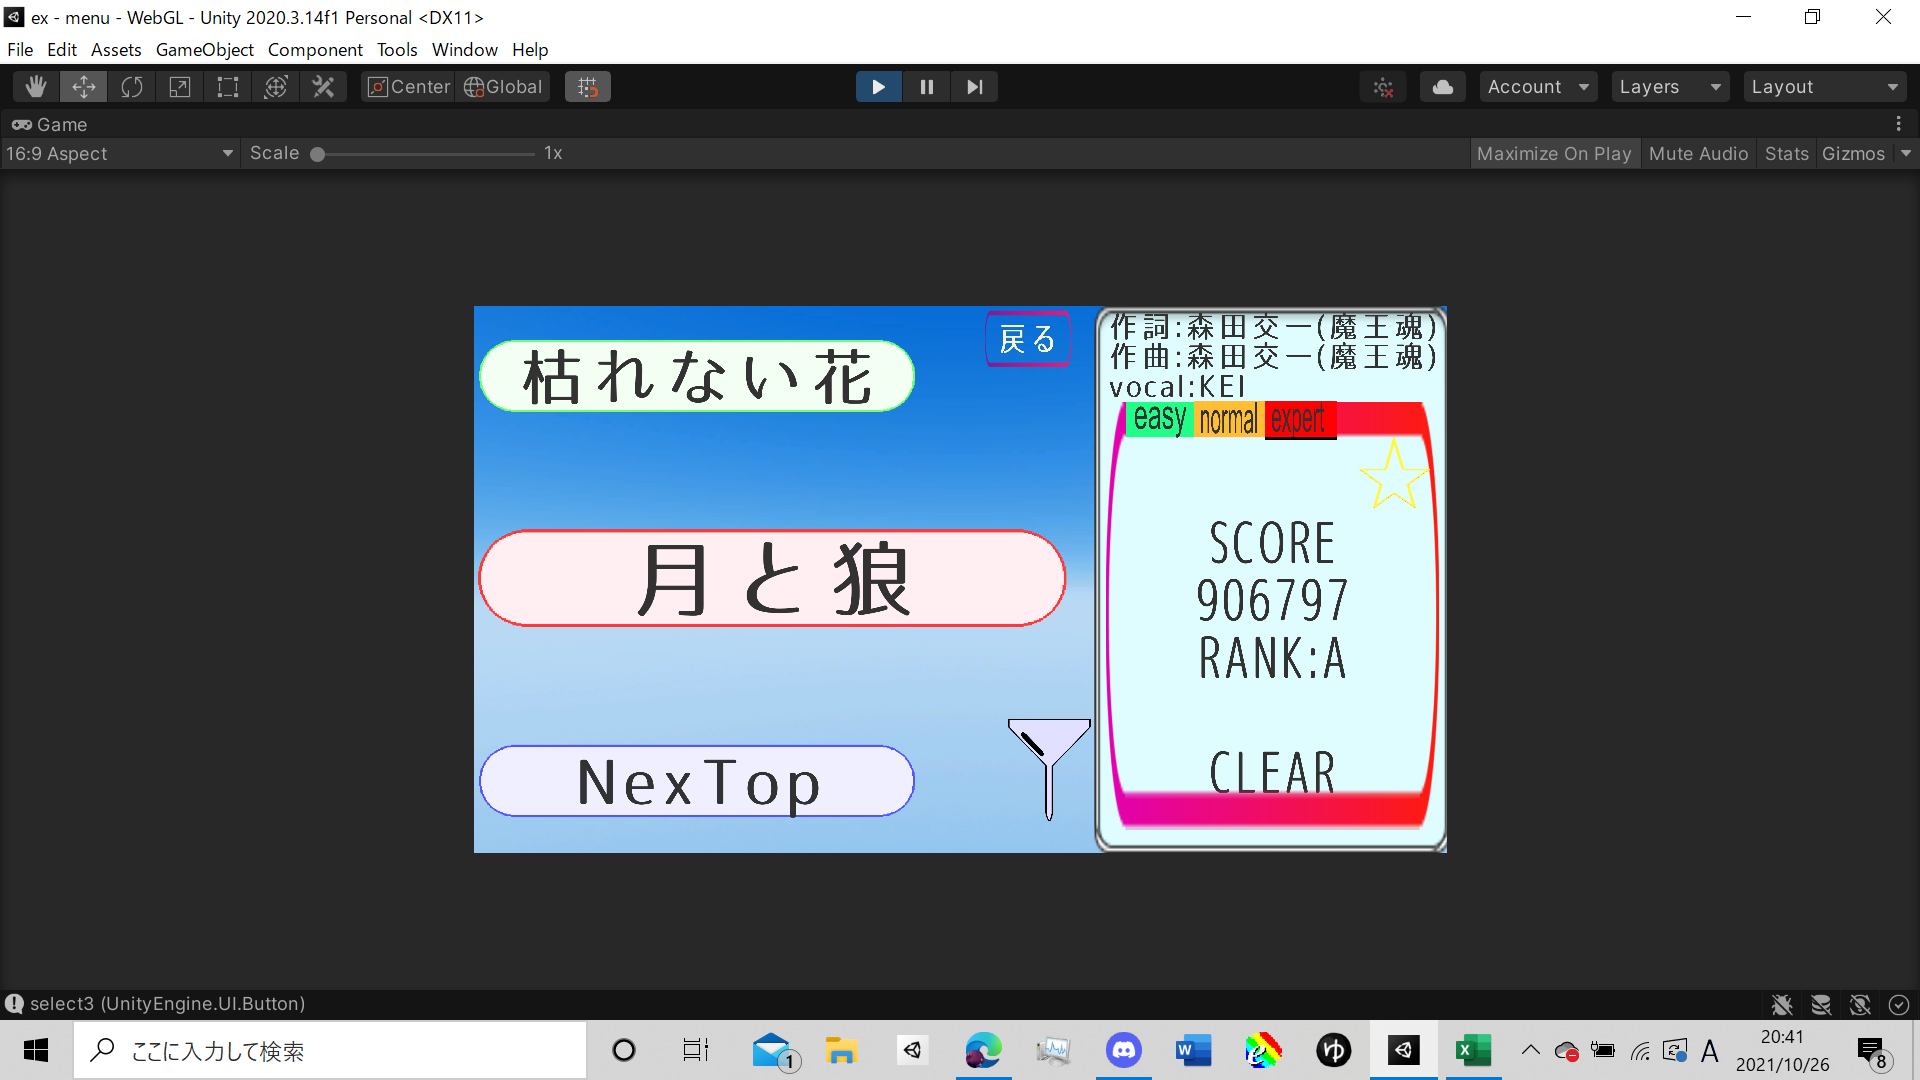 ex - menu - WebGL - Unity 2020.3.14f1 Personal <DX11>
File Edit Assets GameObject Component Tools Window Help
Center Global Account Layers Layout
Game
16:9 Aspect Scale 1x Maximize On Play Mute Audio Stats Gizmos
枯れない花
戻る
月と狼
NexTop
作詞:森田交一(魔王魂)
作曲:森田交一(魔王魂)
vocal:KEI
easy normal expert
SCORE
906797
RANK:A
CLEAR
select3 (UnityEngine.UI.Button)
ここに入力して検索
1
W
e
ゆ
X
A
20:41
2021/10/26
8